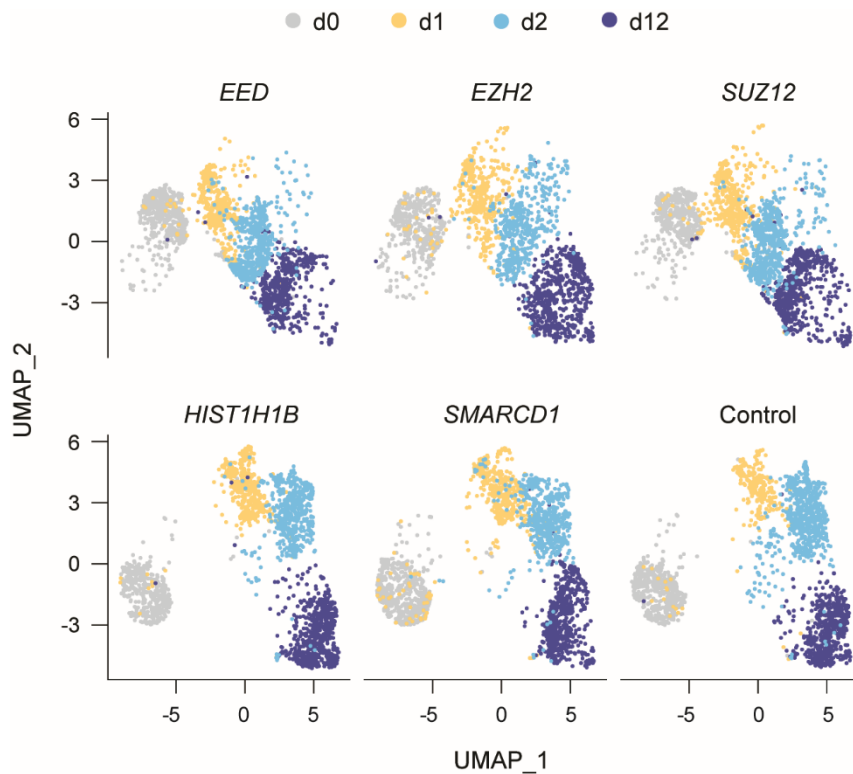 d0 d1 d2 d12
EED EZH2 SUZ12
6
3
0
-3
HIST1H1B SMARCD1 Control
6
3
0
-3
-5 0 5 -5 0 5 -5 0 5
UMAP_1
UMAP_2